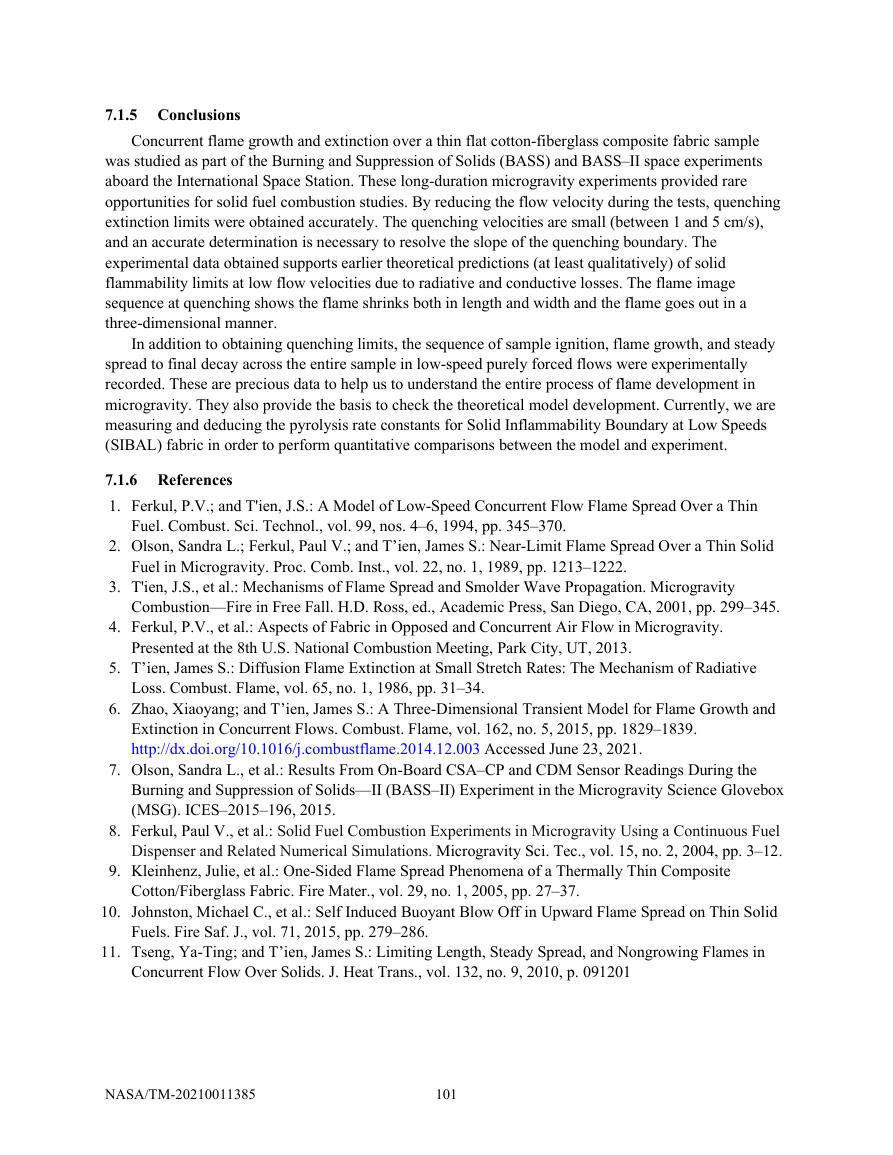 7.1.5 Conclusions
Concurrent flame growth and extinction over a thin flat cotton-fiberglass composite fabric sample
was studied as part of the Burning and Suppression of Solids (BASS) and BASS–II space experiments
aboard the International Space Station. These long-duration microgravity experiments provided rare
opportunities for solid fuel combustion studies. By reducing the flow velocity during the tests, quenching
extinction limits were obtained accurately. The quenching velocities are small (between 1 and 5 cm/s),
and an accurate determination is necessary to resolve the slope of the quenching boundary. The
experimental data obtained supports earlier theoretical predictions (at least qualitatively) of solid
flammability limits at low flow velocities due to radiative and conductive losses. The flame image
sequence at quenching shows the flame shrinks both in length and width and the flame goes out in a
three-dimensional manner.
In addition to obtaining quenching limits, the sequence of sample ignition, flame growth, and steady
spread to final decay across the entire sample in low-speed purely forced flows were experimentally
recorded. These are precious data to help us to understand the entire process of flame development in
microgravity. They also provide the basis to check the theoretical model development. Currently, we are
measuring and deducing the pyrolysis rate constants for Solid Inflammability Boundary at Low Speeds
(SIBAL) fabric in order to perform quantitative comparisons between the model and experiment.
7.1.6 References
1. Ferkul, P.V.; and T'ien, J.S.: A Model of Low-Speed Concurrent Flow Flame Spread Over a Thin
Fuel. Combust. Sci. Technol., vol. 99, nos. 4–6, 1994, pp. 345–370.
2. Olson, Sandra L.; Ferkul, Paul V.; and T’ien, James S.: Near-Limit Flame Spread Over a Thin Solid
Fuel in Microgravity. Proc. Comb. Inst., vol. 22, no. 1, 1989, pp. 1213–1222.
3. T'ien, J.S., et al.: Mechanisms of Flame Spread and Smolder Wave Propagation. Microgravity
Combustion—Fire in Free Fall. H.D. Ross, ed., Academic Press, San Diego, CA, 2001, pp. 299–345.
4. Ferkul, P.V., et al.: Aspects of Fabric in Opposed and Concurrent Air Flow in Microgravity.
Presented at the 8th U.S. National Combustion Meeting, Park City, UT, 2013.
5. T’ien, James S.: Diffusion Flame Extinction at Small Stretch Rates: The Mechanism of Radiative
Loss. Combust. Flame, vol. 65, no. 1, 1986, pp. 31–34.
6. Zhao, Xiaoyang; and T’ien, James S.: A Three-Dimensional Transient Model for Flame Growth and
Extinction in Concurrent Flows. Combust. Flame, vol. 162, no. 5, 2015, pp. 1829–1839.
http://dx.doi.org/10.1016/j.combustflame.2014.12.003 Accessed June 23, 2021.
7. Olson, Sandra L., et al.: Results From On-Board CSA–CP and CDM Sensor Readings During the
Burning and Suppression of Solids—II (BASS–II) Experiment in the Microgravity Science Glovebox
(MSG). ICES–2015–196, 2015.
8. Ferkul, Paul V., et al.: Solid Fuel Combustion Experiments in Microgravity Using a Continuous Fuel
Dispenser and Related Numerical Simulations. Microgravity Sci. Tec., vol. 15, no. 2, 2004, pp. 3–12.
9. Kleinhenz, Julie, et al.: One-Sided Flame Spread Phenomena of a Thermally Thin Composite
Cotton/Fiberglass Fabric. Fire Mater., vol. 29, no. 1, 2005, pp. 27–37.
10. Johnston, Michael C., et al.: Self Induced Buoyant Blow Off in Upward Flame Spread on Thin Solid
Fuels. Fire Saf. J., vol. 71, 2015, pp. 279–286.
11. Tseng, Ya-Ting; and T’ien, James S.: Limiting Length, Steady Spread, and Nongrowing Flames in
Concurrent Flow Over Solids. J. Heat Trans., vol. 132, no. 9, 2010, p. 091201
NASA/TM-20210011385 101